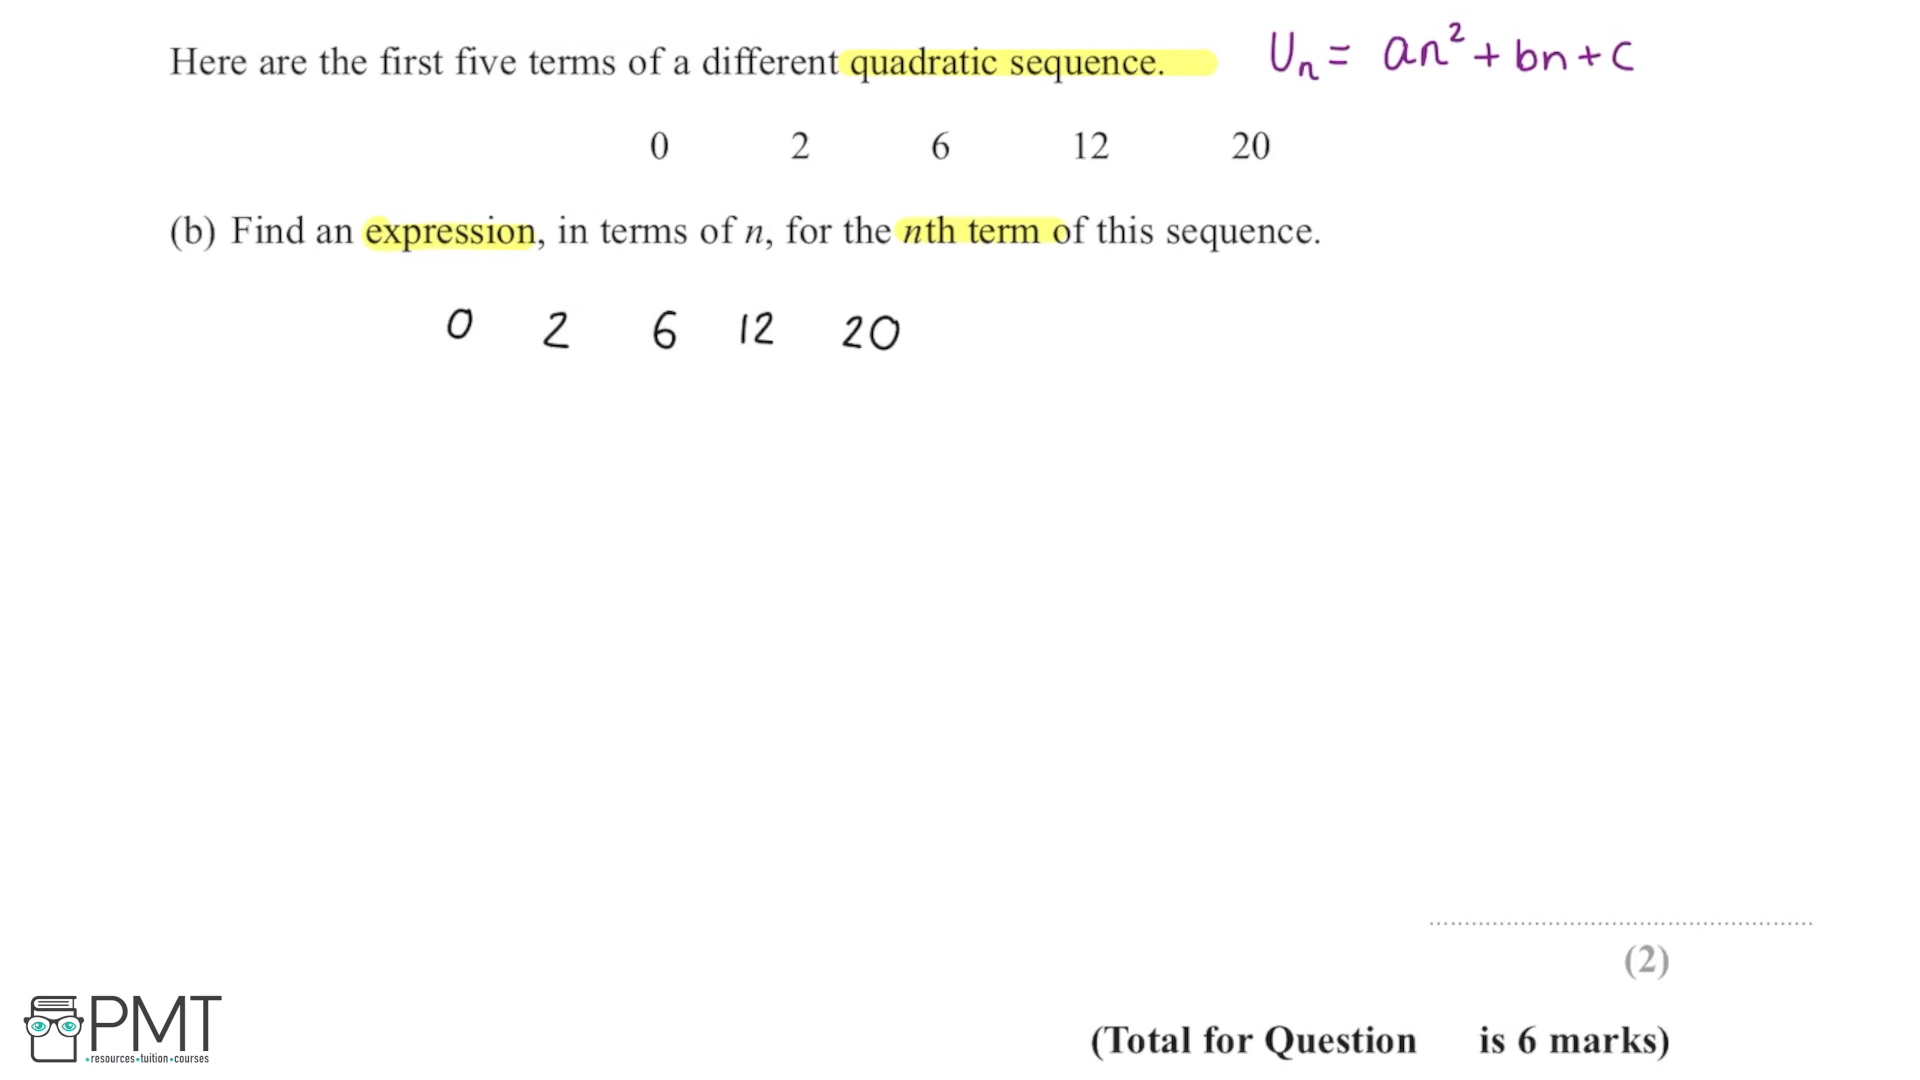 Here are the first five terms of a different quadratic sequence. Uₙ = an² + bn + c
0 2 6 12 20
(b) Find an expression, in terms of n, for the nth term of this sequence.
0 2 6 12 20
(2)
PMT
•resources•tuition•courses
(Total for Question is 6 marks)